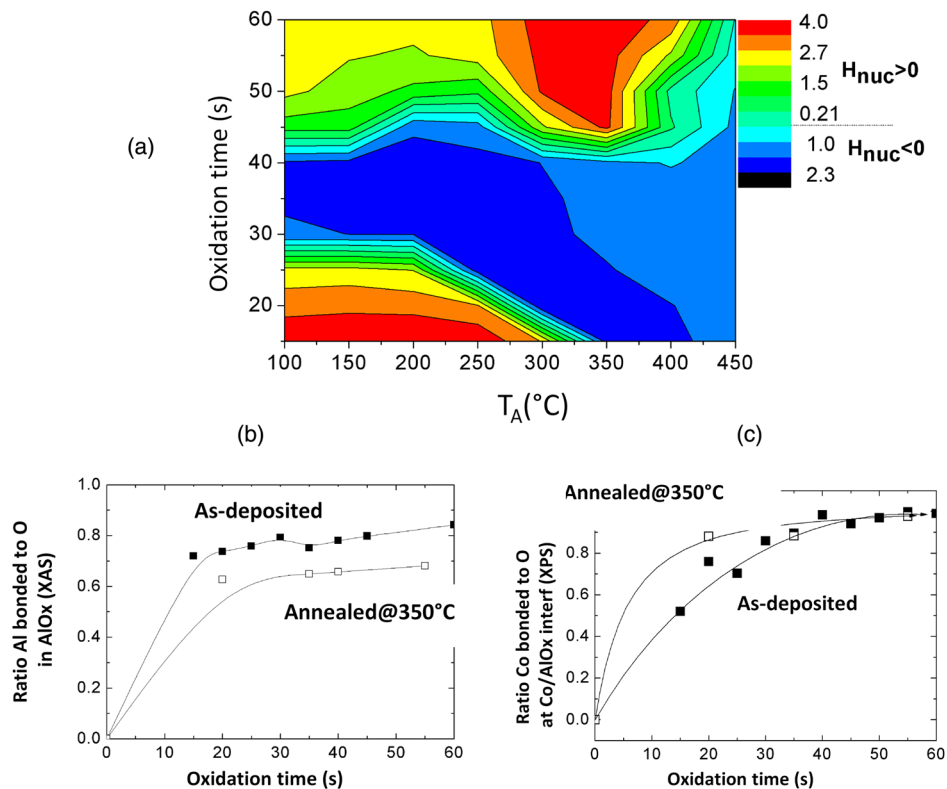 (a)
Oxidation time (s)
60
50
40
30
20
100 150 200 250 300 350 400 450
T_A(°C)
4.0
2.7
1.5
0.21
1.0
2.3
H_nuc>0
H_nuc<0
(b)
Ratio Al bonded to O
in AlOx (XAS)
1.0
0.8
0.6
0.4
0.2
0.0
As-deposited
Annealed@350°C
0 10 20 30 40 50 60
Oxidation time (s)
(c)
Ratio Co bonded to O
at Co/AlOx interf (XPS)
Annealed@350°C
0.8
0.6
0.4
0.2
0.0
As-deposited
0 10 20 30 40 50 60
Oxidation time (s)